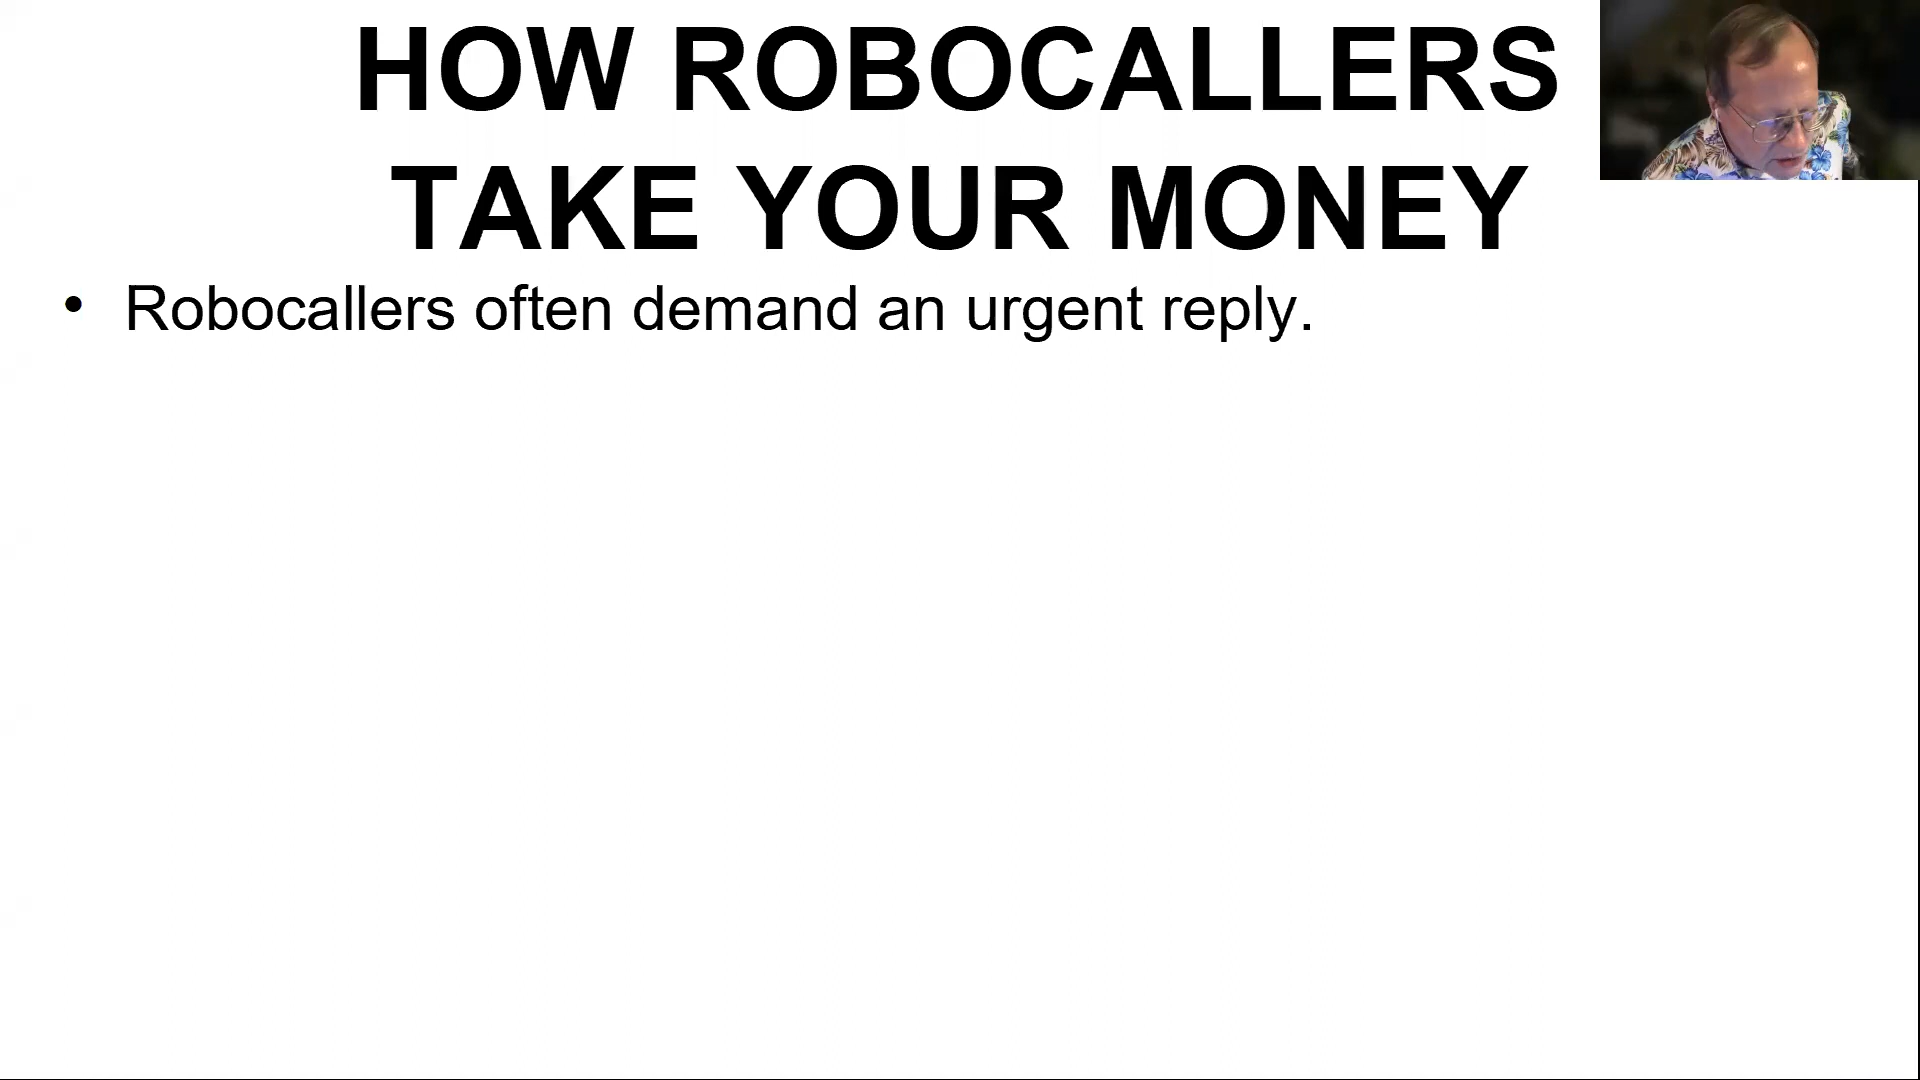 HOW ROBOCALLERS
TAKE YOUR MONEY
• Robocallers often demand an urgent reply.